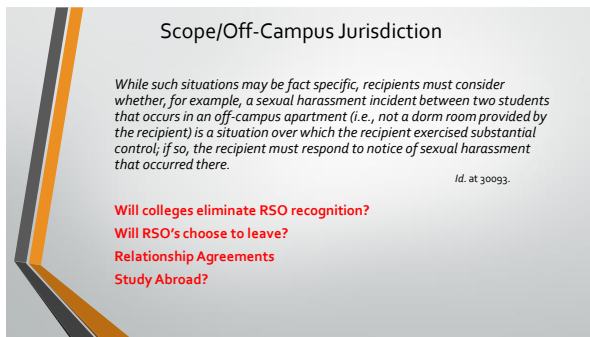 Scope/Off-Campus Jurisdiction
While such situations may be fact specific, recipients must consider
whether, for example, a sexual harassment incident between two students
that occurs in an off-campus apartment (i.e., not a dorm room provided by
the recipient) is a situation over which the recipient exercised substantial
control; if so, the recipient must respond to notice of sexual harassment
that occurred there.
Id. at 30093.
Will colleges eliminate RSO recognition?
Will RSO's choose to leave?
Relationship Agreements
Study Abroad?